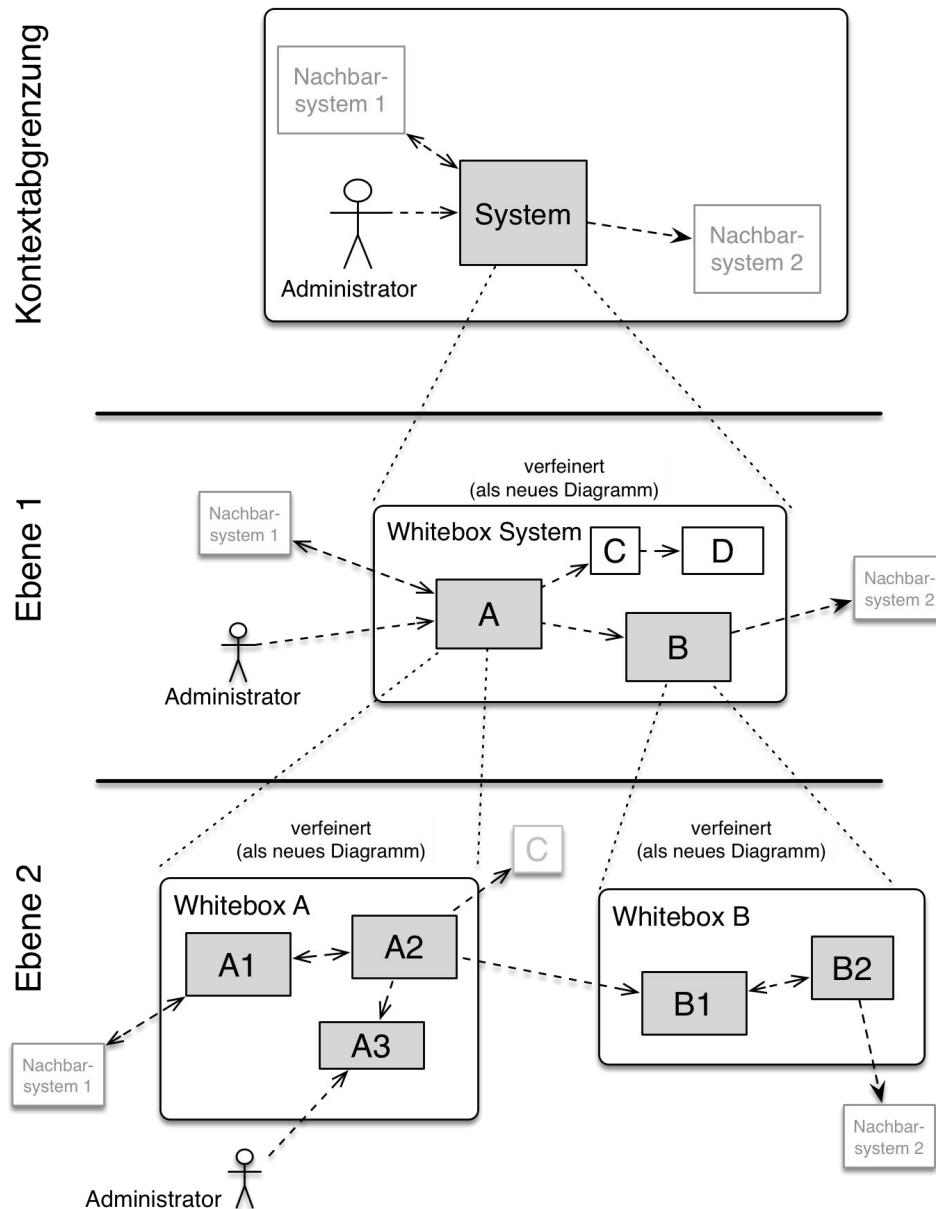 Kontextabgrenzung
Nachbar-
system 1
System
Administrator
Nachbar-
system 2
Ebene 1
verfeinert
(als neues Diagramm)
Nachbar-
system 1
Whitebox System
C
D
A
B
Nachbar-
system 2
Administrator
Ebene 2
verfeinert
(als neues Diagramm)
C
verfeinert
(als neues Diagramm)
Whitebox A
A1
A2
A3
Nachbar-
system 1
Administrator
Whitebox B
B1
B2
Nachbar-
system 2